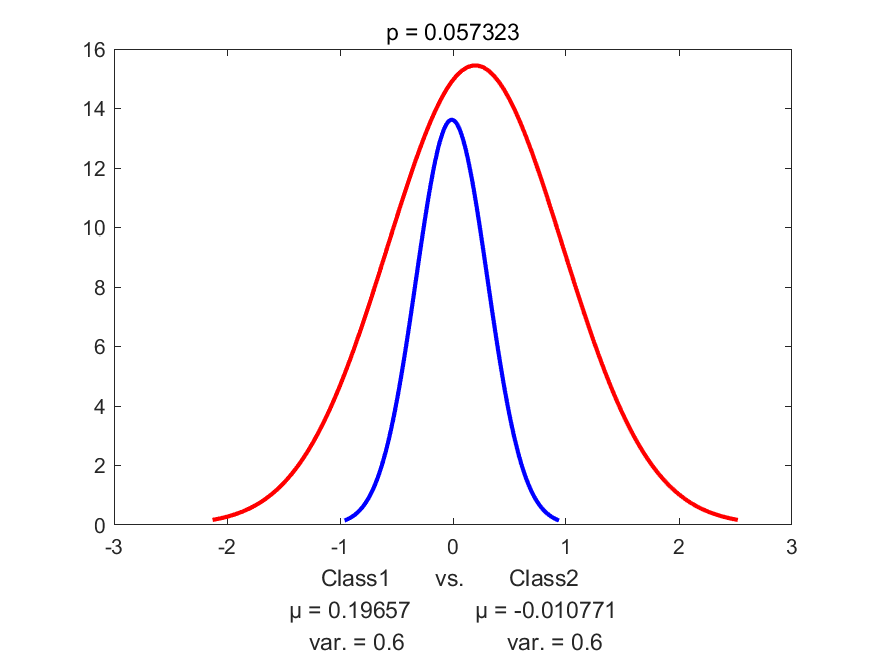 p = 0.057323
16
14
12
10
8
6
4
2
0
-3 -2 -1 0 1 2 3
Class1 vs. Class2
μ = 0.19657 μ = -0.010771
var. = 0.6 var. = 0.6